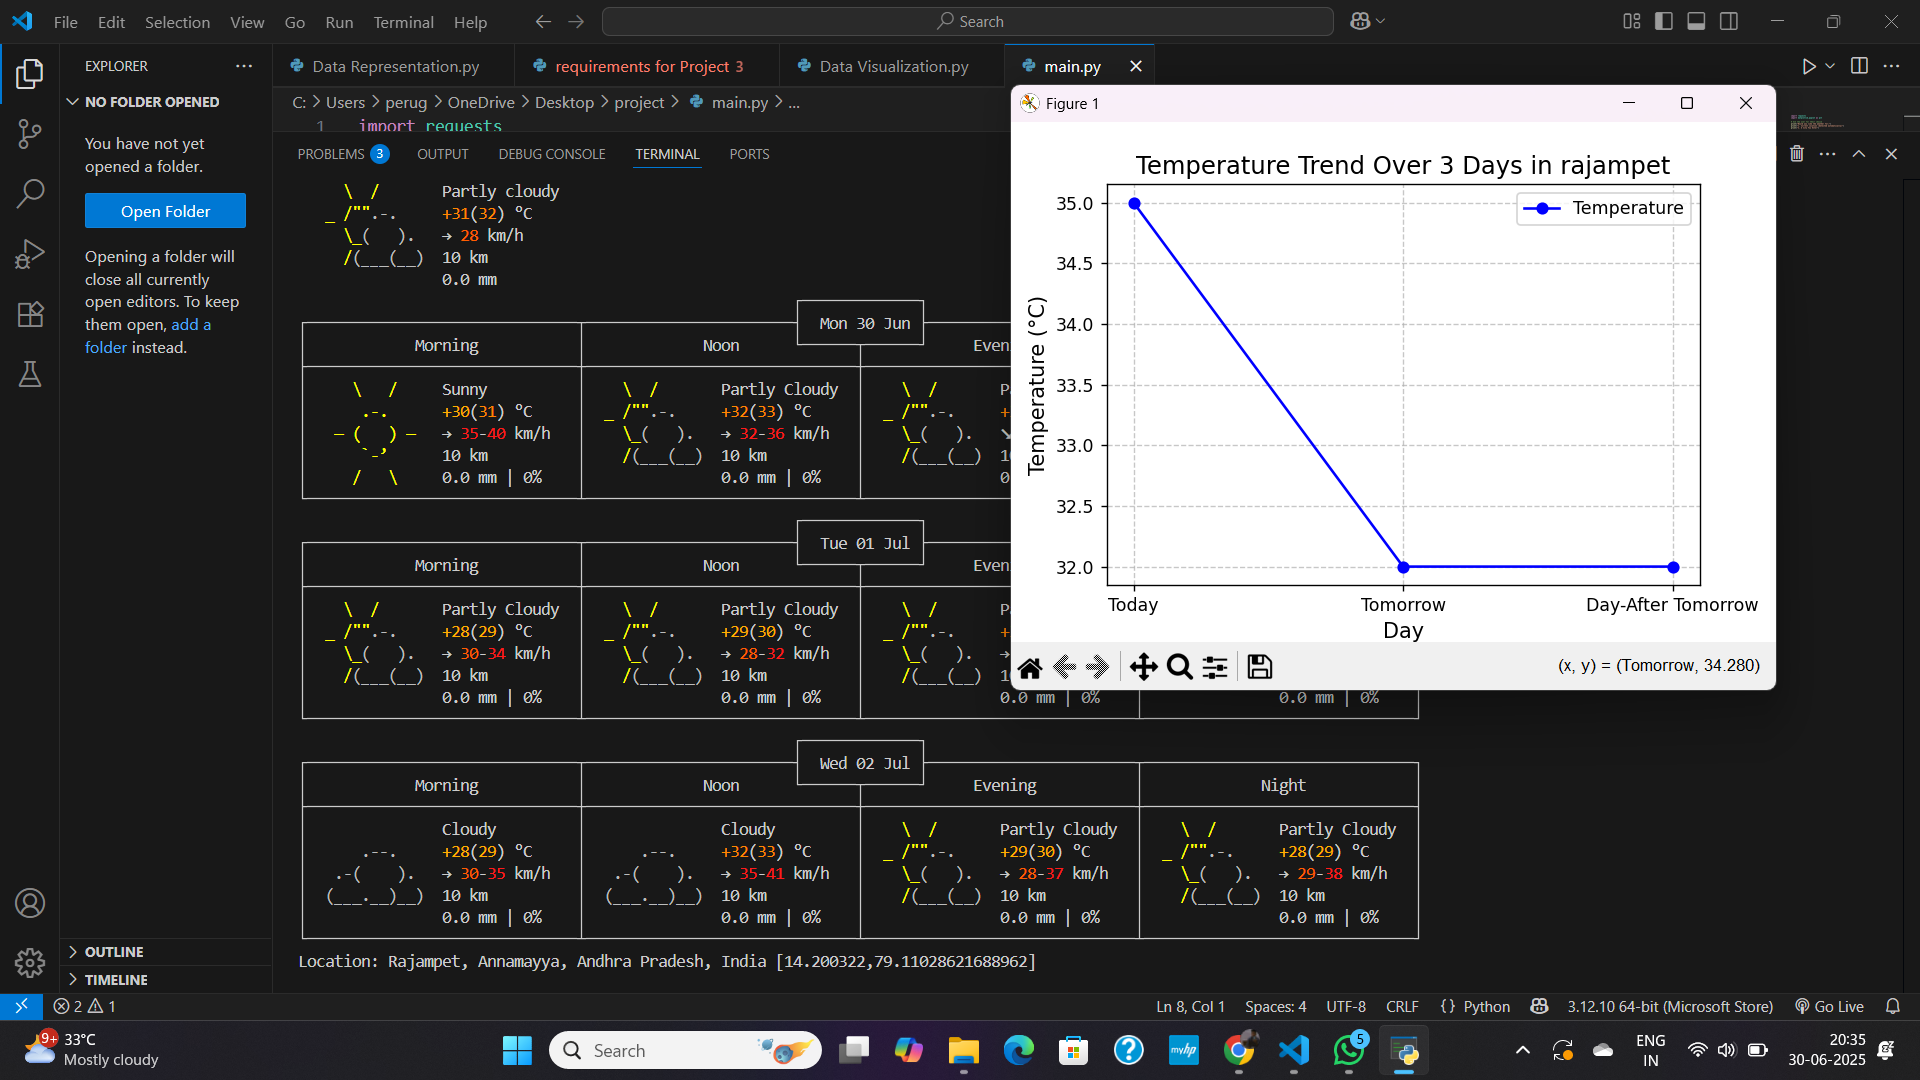 File Edit Selection View Go Run Terminal Help
Search
EXPLORER
NO FOLDER OPENED
You have not yet
opened a folder.
Open Folder
Opening a folder will
close all currently
open editors. To keep
them open, add a
folder instead.
OUTLINE
TIMELINE
Data Representation.py
requirements for Project 3
Data Visualization.py
main.py
C: > Users > perug > OneDrive > Desktop > project > main.py > ...
1 import requests
PROBLEMS 3 OUTPUT DEBUG CONSOLE TERMINAL PORTS
Partly cloudy
+31(32) °C
→ 28 km/h
10 km
0.0 mm
Mon 30 Jun
Morning Noon Even
Sunny Partly Cloudy P
+30(31) °C +32(33) °C +
→ 35-40 km/h → 32-36 km/h ↘
10 km 10 km 1
0.0 mm | 0% 0.0 mm | 0% 0
Tue 01 Jul
Morning Noon Even
Partly Cloudy Partly Cloudy P
+28(29) °C +29(30) °C +
→ 30-34 km/h → 28-32 km/h →
10 km 10 km 1
0.0 mm | 0% 0.0 mm | 0% 0.0 mm | 0% 0.0 mm | 0%
Wed 02 Jul
Morning Noon Evening Night
Cloudy Cloudy Partly Cloudy Partly Cloudy
+28(29) °C +32(33) °C +29(30) °C +28(29) °C
→ 30-35 km/h → 35-41 km/h → 28-37 km/h → 29-38 km/h
10 km 10 km 10 km 10 km
0.0 mm | 0% 0.0 mm | 0% 0.0 mm | 0% 0.0 mm | 0%
Location: Rajampet, Annamayya, Andhra Pradesh, India [14.200322,79.11028621688962]
Figure 1
Temperature Trend Over 3 Days in rajampet
Temperature
35.0
34.5
34.0
33.5
33.0
32.5
32.0
Temperature (°C)
Today Tomorrow Day-After Tomorrow
Day
(x, y) = (Tomorrow, 34.280)
2 1
Ln 8, Col 1 Spaces: 4 UTF-8 CRLF {} Python 3.12.10 64-bit (Microsoft Store) Go Live
9+
33°C
Mostly cloudy
Search
myhp
5
ENG
IN
20:35
30-06-2025